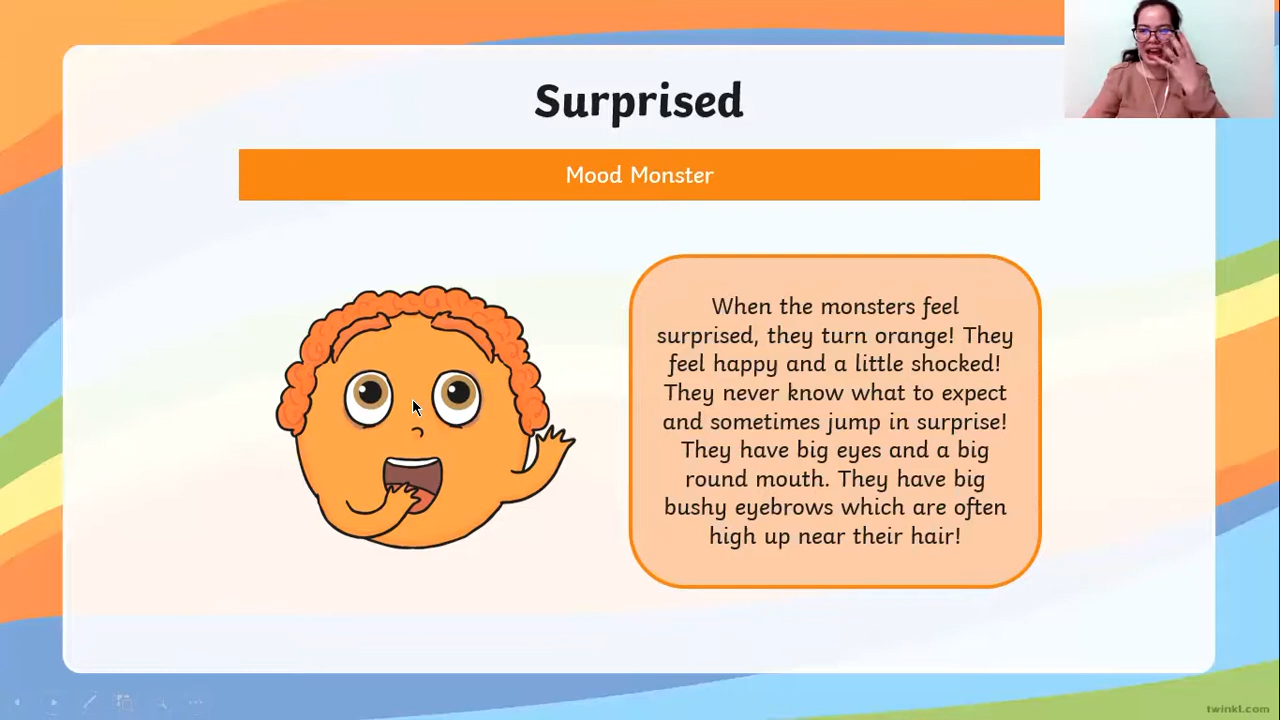 Surprised
Mood Monster
When the monsters feel
surprised, they turn orange! They
feel happy and a little shocked!
They never know what to expect
and sometimes jump in surprise!
They have big eyes and a big
round mouth. They have big
bushy eyebrows which are often
high up near their hair!
twinkl.com